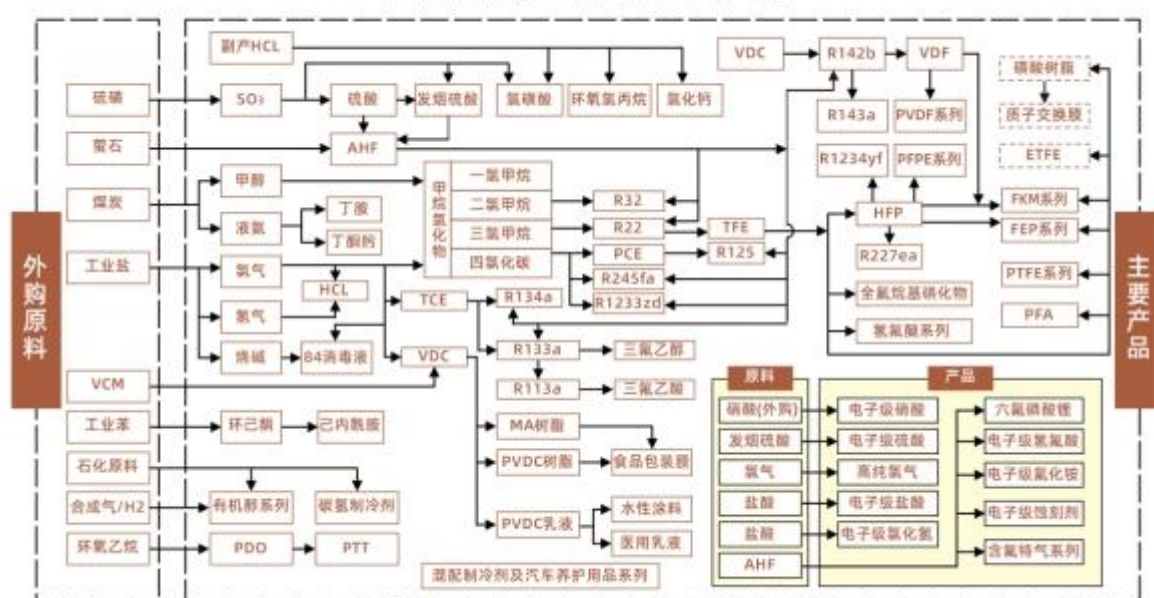 外购原料
硫磺
萤石
煤炭
工业盐
VCM
工业苯
石化原料
合成气/H2
环氧乙烷
副产HCL
SO3
硫酸
发烟硫酸
氯磺酸
环氧氯丙烷
氯化钙
AHF
甲醇
液氨
丁胺
丁酮肟
氯气
HCL
氢气
烧碱
84消毒液
甲烷氯化物
一氯甲烷
二氯甲烷
三氯甲烷
四氯化碳
R32
R22
PCE
R245fa
R1233zd
TFE
R125
TCE
R134a
VDC
R133a
三氟乙醇
R113a
三氟乙酸
MA树脂
PVDC树脂
食品包装膜
PVDC乳液
水性涂料
医用乳液
环己酮
己内酰胺
有机醇系列
碳氢制冷剂
PDO
PTT
混配制冷剂及汽车养护用品系列
VDC
R142b
VDF
R143a
PVDF系列
R1234yf
PFPE系列
HFP
R227ea
全氟烷基碘化物
氢氟醚系列
磺酸树脂
质子交换膜
ETFE
FKM系列
FEP系列
PTFE系列
PFA
主要产品
原料
产品
硝酸(外购)
电子级硝酸
六氟磷酸锂
发烟硫酸
电子级硫酸
电子级氢氟酸
氯气
高纯氯气
电子级氟化铵
盐酸
电子级盐酸
电子级蚀刻剂
盐酸
电子级氯化氢
含氟特气系列
AHF